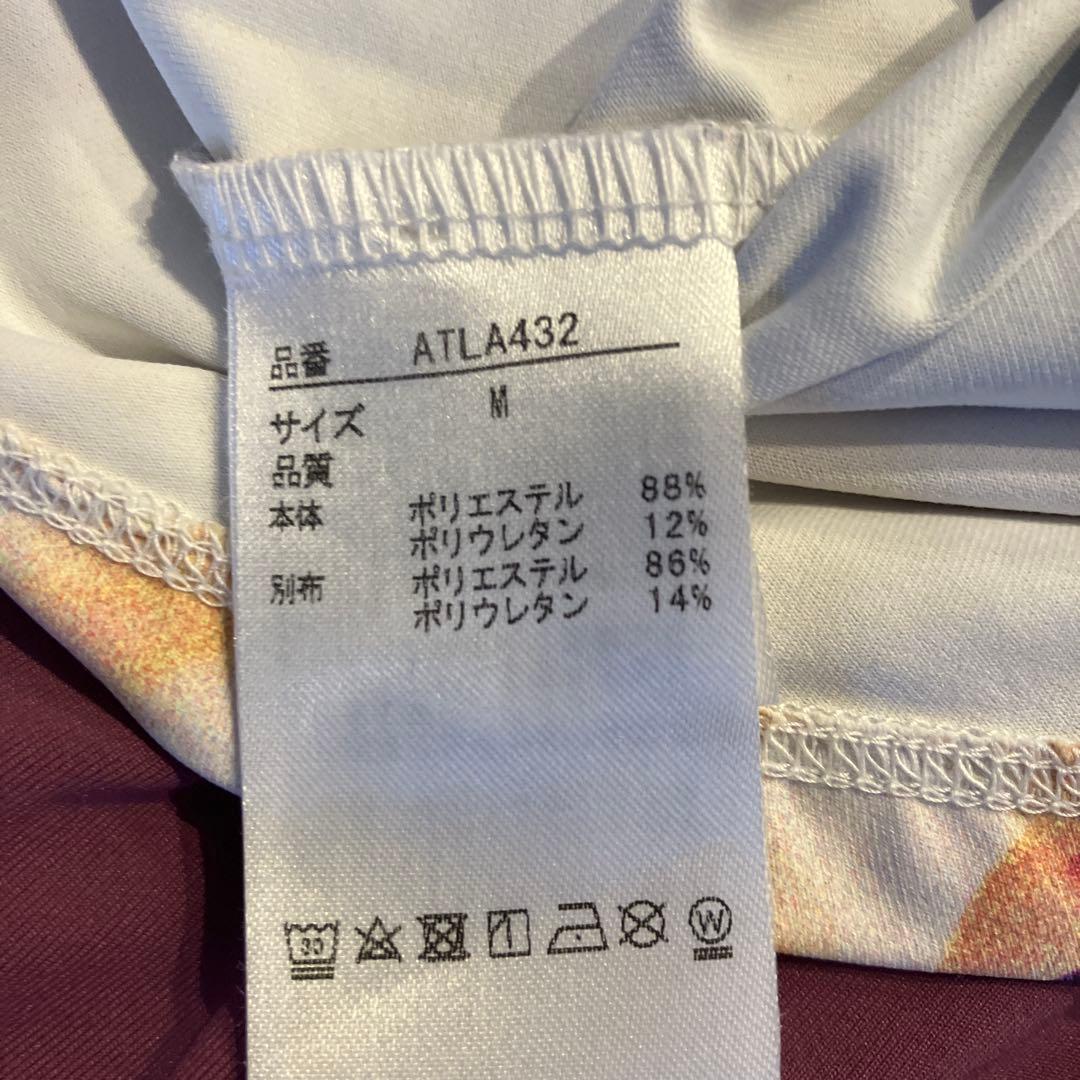 品番 ATLA432
サイズ M
品質
本体 ポリエステル 88%
ポリウレタン 12%
別布 ポリエステル 86%
ポリウレタン 14%
30 W